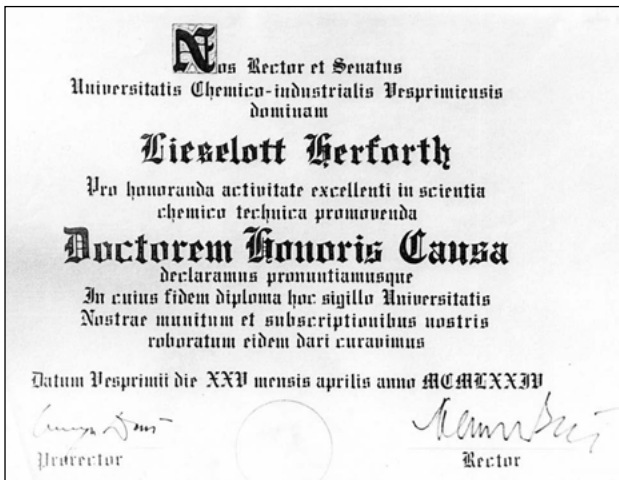 Nos Rector et Senatus
Universitatis Chemico-industrialis Vesprimiensis
dominam
Lieselott Herforth
Pro honoranda activitate excellenti in scientia
chemico technica promovenda
Doctorem Honoris Causa
declaramus pronuntiamusque
In cuius fidem diploma hoc sigillo Universitatis
Nostrae munitum et subscriptionibus nostris
roboratum eidem dari curavimus
Datum Vesprimii die XXV mensis aprilis anno MCMLXXIV
Prorector
Rector